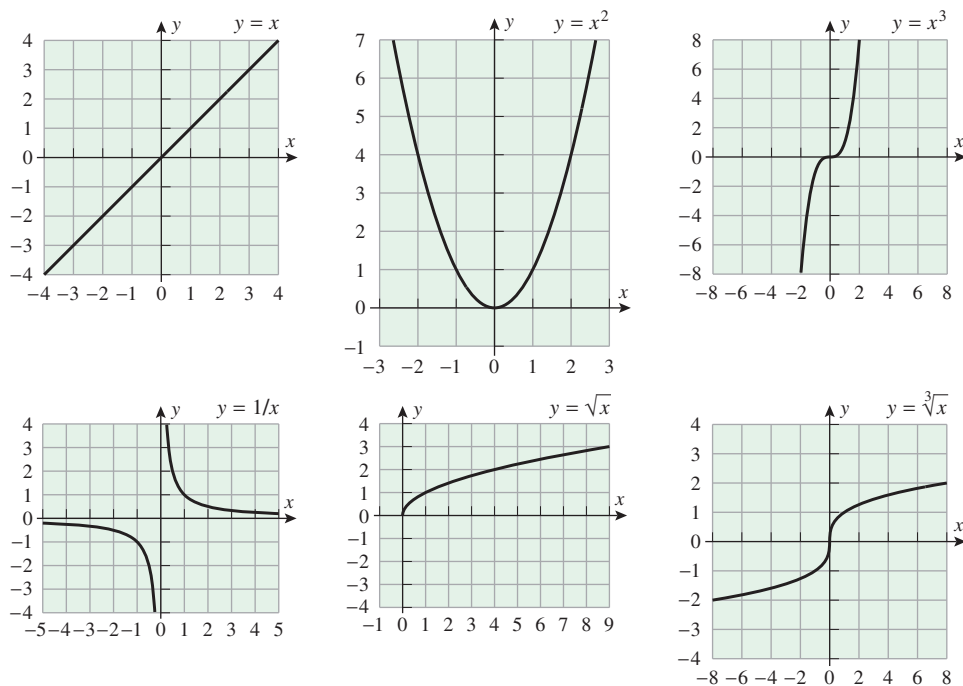 y
y = x
4
3
2
1
x
0
−1
−2
−3
−4
−4 −3 −2 −1 0 1 2 3 4
y
y = x²
7
6
5
4
3
2
1
x
0
−1
−3 −2 −1 0 1 2 3
y
y = x³
8
6
4
2
x
0
−2
−4
−6
−8
−8 −6 −4 −2 0 2 4 6 8
y
y = 1/x
4
3
2
1
x
0
−1
−2
−3
−4
−5 −4 −3 −2 −1 0 1 2 3 4 5
y
y = √x
4
3
2
1
x
0
−1
−2
−3
−4
−1 0 1 2 3 4 5 6 7 8 9
y
y = ∛x
4
3
2
1
x
0
−1
−2
−3
−4
−8 −6 −4 −2 0 2 4 6 8